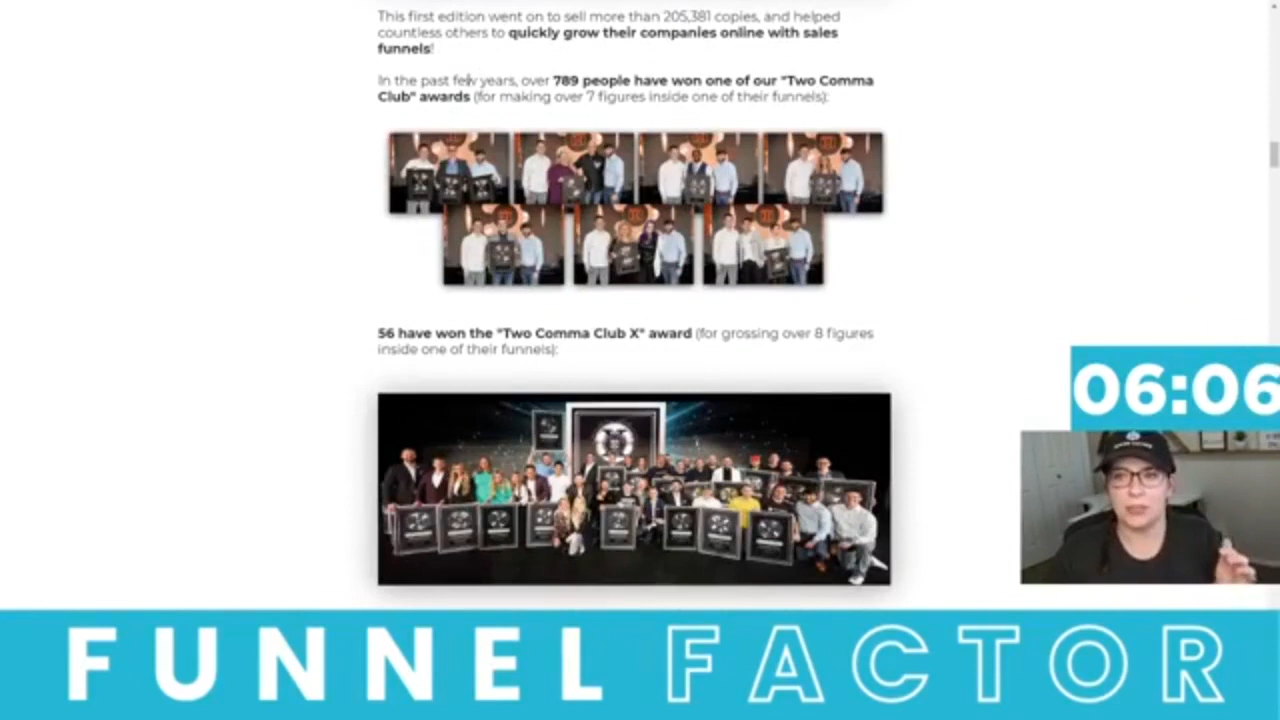 This first edition went on to sell more than 205,381 copies, and helped
countless others to quickly grow their companies online with sales
funnels!
In the past few years, over 789 people have won one of our "Two Comma
Club" awards (for making over 7 figures inside one of their funnels):
56 have won the "Two Comma Club X" award (for grossing over 8 figures
inside one of their funnels):
06:06
FUNNEL FACTOR